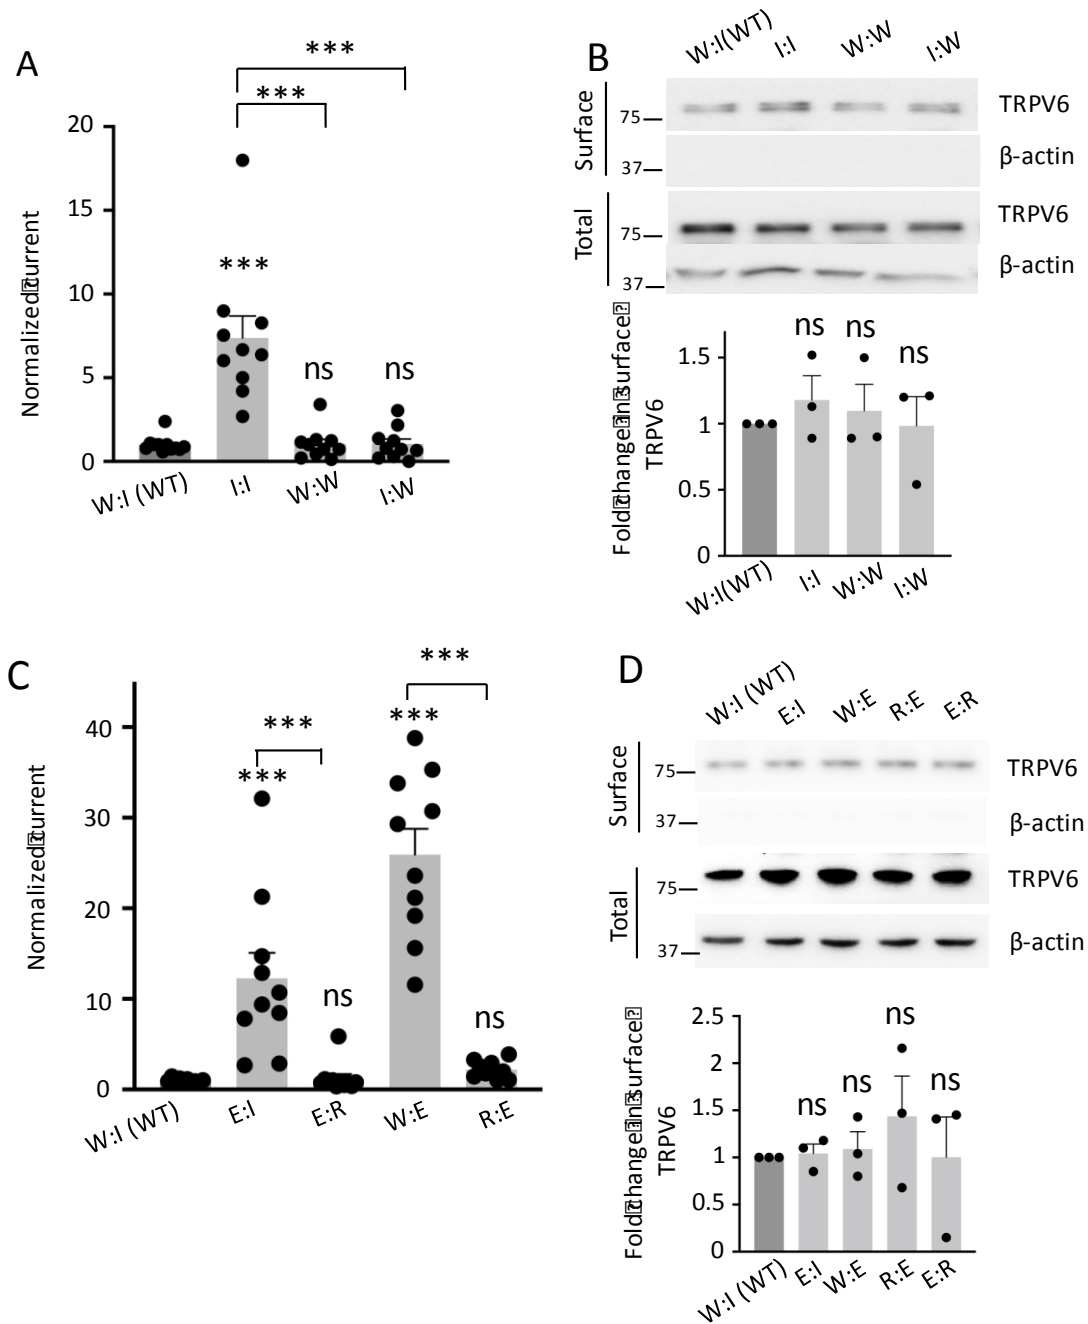 A
***
***
20
15
10
5
0
Normalized current
***
ns
ns
W:I (WT)
I:I
W:W
I:W
B
W:I(WT)
I:I
W:W
I:W
Surface
75
TRPV6
37
β-actin
Total
75
TRPV6
37
β-actin
Fold change in surface
TRPV6
1.5
1
0.5
0
ns
ns
ns
W:I(WT)
I:I
W:W
I:W
C
***
***
***
***
40
30
20
10
0
Normalized current
ns
ns
W:I (WT)
E:I
E:R
W:E
R:E
D
W:I (WT)
E:I
W:E
R:E
E:R
Surface
75
TRPV6
37
β-actin
Total
75
TRPV6
37
β-actin
Fold change in surface
TRPV6
2.5
2
1.5
1
0.5
0
ns
ns
ns
ns
W:I (WT)
E:I
W:E
R:E
E:R